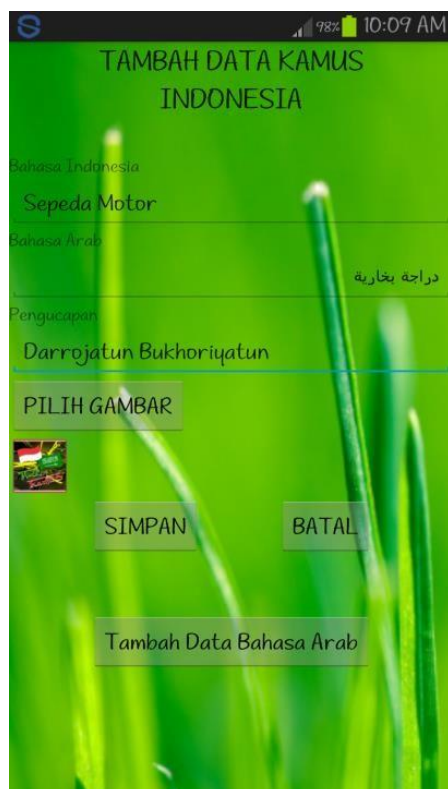 98% 10:09 AM
TAMBAH DATA KAMUS
INDONESIA
Bahasa Indonesia
Sepeda Motor
Bahasa Arab
دراجة بخارية
Pengucapan
Darrojatun Bukhoriyatun
PILIH GAMBAR
SIMPAN BATAL
Tambah Data Bahasa Arab